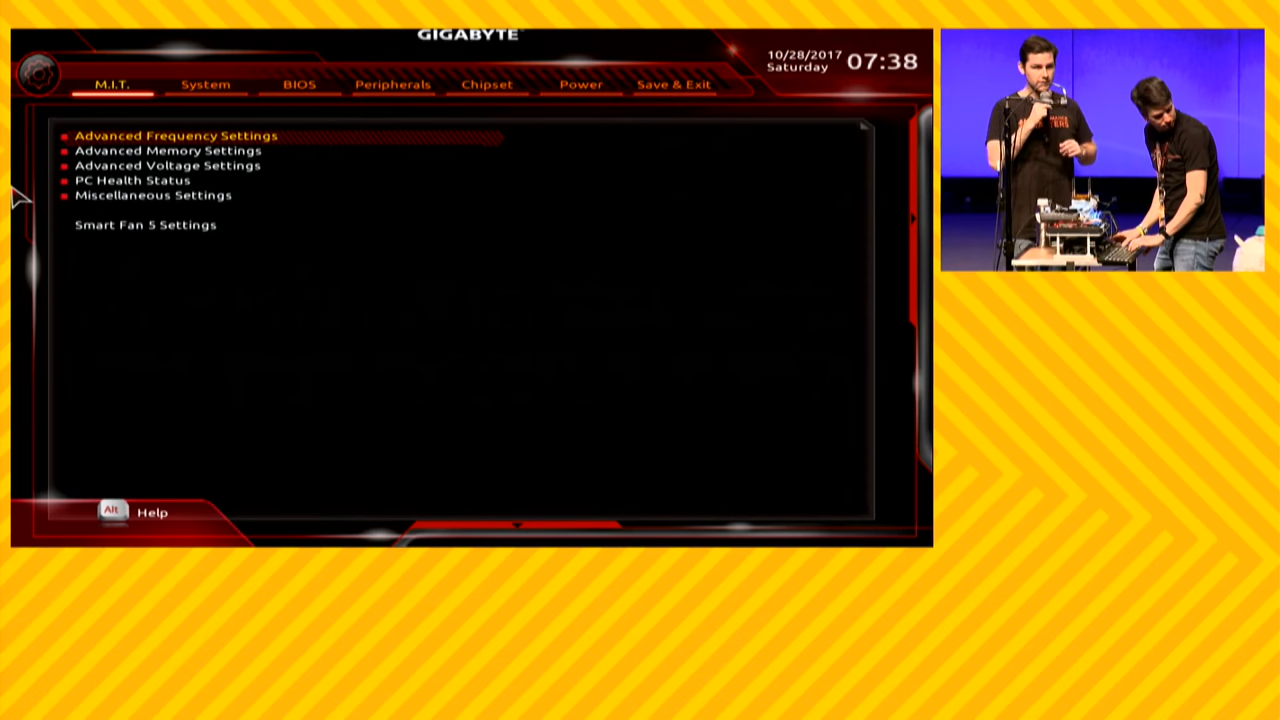 GIGABYTE
10/28/2017
Saturday
07:38
M.I.T. System BIOS Peripherals Chipset Power Save & Exit
Advanced Frequency Settings
Advanced Memory Settings
Advanced Voltage Settings
PC Health Status
Miscellaneous Settings
Smart Fan 5 Settings
Alt Help